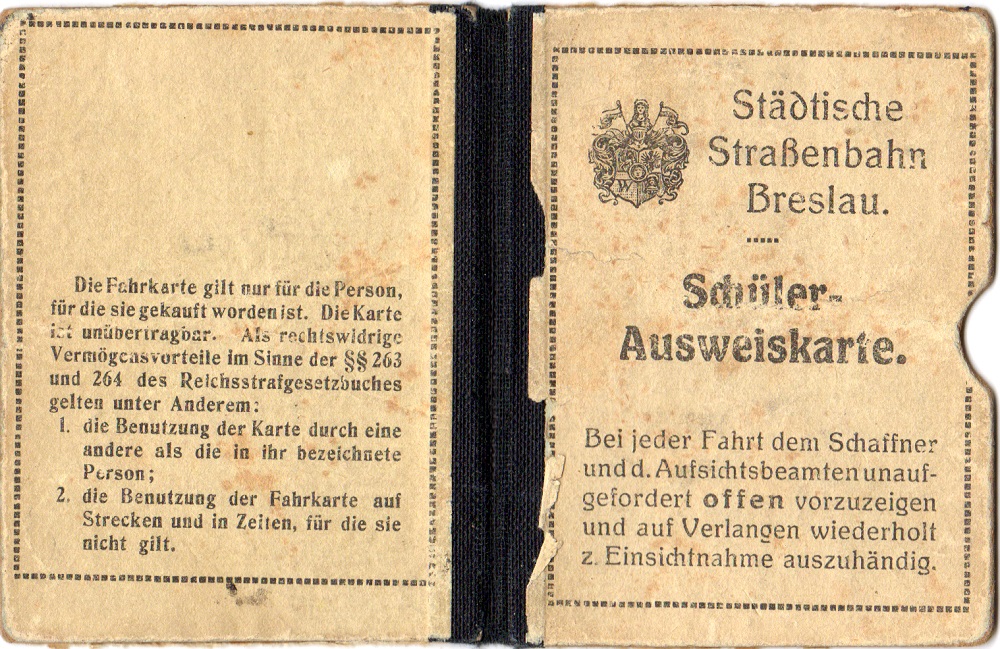 Die Fahrkarte gilt nur für die Person,
für die sie gekauft worden ist. Die Karte
ist unübertragbar. Als rechtswidrige
Vermögensvorteile im Sinne der §§ 263
und 264 des Reichsstrafgesetzbuches
gelten unter Anderem:
1. die Benutzung der Karte durch eine
andere als die in ihr bezeichnete
Person;
2. die Benutzung der Fahrkarte auf
Strecken und in Zeiten, für die sie
nicht gilt.
W
Städtische
Straßenbahn
Breslau.
Schüler-
Ausweiskarte.
Bei jeder Fahrt dem Schaffner
und d. Aufsichtsbeamten unauf-
gefordert offen vorzuzeigen
und auf Verlangen wiederholt
z. Einsichtnahme auszuhändig.